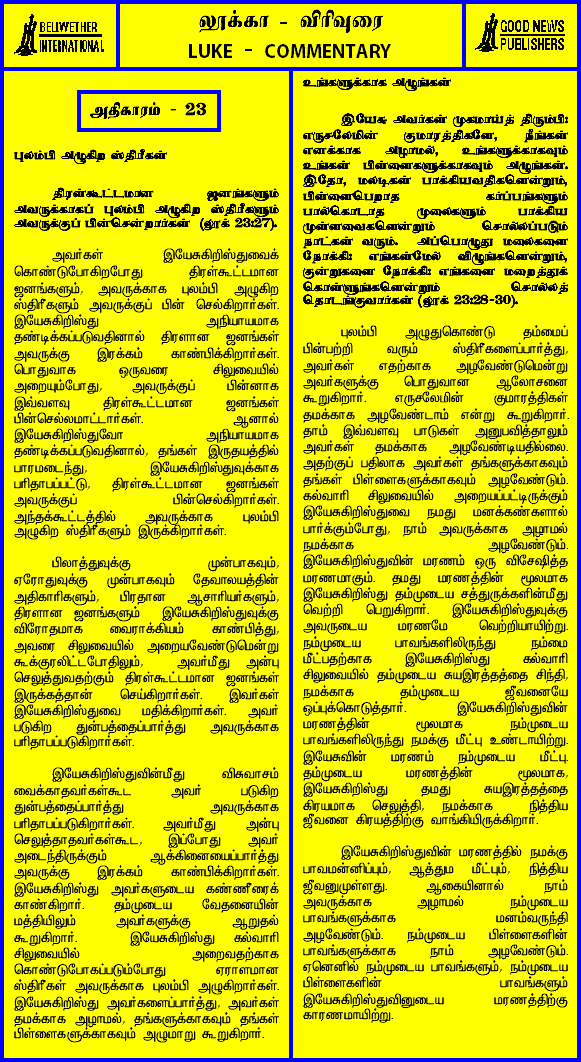 BELLWETHER
INTERNATIONAL
லூக்கா - விரிவுரை
LUKE - COMMENTARY
GOOD NEWS
PUBLISHERS
அதிகாரம் - 23
புலம்பி அழுகிற ஸ்திரீகள்
திரள்கூட்டமான ஜனங்களும்
அவருக்காகப் புலம்பி அழுகிற ஸ்திரீகளும்
அவருக்குப் பின்சென்றார்கள் (லூக் 23:27).
அவர்கள் இயேசுகிறிஸ்துவைக்
கொண்டுபோகிறபோது திரள்கூட்டமான
ஜனங்களும், அவருக்காக புலம்பி அழுகிற
ஸ்திரீகளும் அவருக்குப் பின் செல்கிறார்கள்.
இயேசுகிறிஸ்து அநியாயமாக
தண்டிக்கப்படுவதினால் திரளான ஜனங்கள்
அவருக்கு இரக்கம் காண்பிக்கிறார்கள்.
பொதுவாக ஒருவரை சிலுவையில்
அறையும்போது, அவருக்குப் பின்னாக
இவ்வளவு திரள்கூட்டமான ஜனங்கள்
பின்செல்லமாட்டார்கள். ஆனால்
இயேசுகிறிஸ்துவோ அநியாயமாக
தண்டிக்கப்படுவதினால், தங்கள் இருதயத்தில்
பாரமடைந்து, இயேசுகிறிஸ்துவுக்காக
பரிதாபப்பட்டு, திரள்கூட்டமான ஜனங்கள்
அவருக்குப் பின்செல்கிறார்கள்.
அந்தக்கூட்டத்தில் அவருக்காக புலம்பி
அழுகிற ஸ்திரீகளும் இருக்கிறார்கள்.
பிலாத்துவுக்கு முன்பாகவும்,
ஏரோதுவுக்கு முன்பாகவும் தேவாலயத்தின்
அதிகாரிகளும், பிரதான ஆசாரியர்களும்,
திரளான ஜனங்களும் இயேசுகிறிஸ்துவுக்கு
விரோதமாக வைராக்கியம் காண்பித்து,
அவரை சிலுவையில் அறையவேண்டுமென்று
கூக்குரலிட்டபோதிலும், அவர்மீது அன்பு
செலுத்துவதற்கும் திரள்கூட்டமான ஜனங்கள்
இருக்கத்தான் செய்கிறார்கள். இவர்கள்
இயேசுகிறிஸ்துவை மதிக்கிறார்கள். அவர்
படுகிற துன்பத்தைப்பார்த்து அவருக்காக
பரிதாபப்படுகிறார்கள்.
இயேசுகிறிஸ்துவின்மீது விசுவாசம்
வைக்காதவர்கள்கூட அவர் படுகிற
துன்பத்தைப்பார்த்து அவருக்காக
பரிதாபப்படுகிறார்கள். அவர்மீது அன்பு
செலுத்தாதவர்கள்கூட, இப்போது அவர்
அடைந்திருக்கும் ஆக்கினையைப்பார்த்து
அவருக்கு இரக்கம் காண்பிக்கிறார்கள்.
இயேசுகிறிஸ்து அவர்களுடைய கண்ணீரைக்
காண்கிறார். தம்முடைய வேதனையின்
மத்தியிலும் அவர்களுக்கு ஆறுதல்
கூறுகிறார். இயேசுகிறிஸ்து கல்வாரி
சிலுவையில் அறைவதற்காக
கொண்டுபோகப்படும்போது ஏராளமான
ஸ்திரீகள் அவருக்காக புலம்பி அழுகிறார்கள்.
இயேசுகிறிஸ்து அவர்களைப்பார்த்து, அவர்கள்
தமக்காக அழாமல், தங்களுக்காகவும் தங்கள்
பிள்ளைகளுக்காகவும் அழுமாறு கூறுகிறார்.
உங்களுக்காக அழுங்கள்
இயேசு அவர்கள் முகமாய்த் திரும்பி:
எருசலேமின் குமாரத்திகளே, நீங்கள்
எனக்காக அழாமல், உங்களுக்காகவும்
உங்கள் பிள்ளைகளுக்காகவும் அழுங்கள்.
இதோ, மலடிகள் பாக்கியவதிகளென்றும்,
பிள்ளைபெறாத கர்ப்பங்களும்
பால்கொடாத முலைகளும் பாக்கிய
முள்ளவைகளென்றும் சொல்லப்படும்
நாட்கள் வரும். அப்பொழுது மலைகளை
நோக்கி: எங்கள்மேல் விழுங்களென்றும்,
குன்றுகளை நோக்கி: எங்களை மறைத்துக்
கொள்ளுங்களென்றும் சொல்லத்
தொடங்குவார்கள் (லூக் 23:28-30).
புலம்பி அழுதுகொண்டு தம்மைப்
பின்பற்றி வரும் ஸ்திரீகளைப்பார்த்து,
அவர்கள் எதற்காக அழவேண்டுமென்று
அவர்களுக்கு பொதுவான ஆலோசனை
கூறுகிறார். எருசலேமின் குமாரத்திகள்
தமக்காக அழவேண்டாம் என்று கூறுகிறார்.
தாம் இவ்வளவு பாடுகள் அனுபவித்தாலும்
அவர்கள் தமக்காக அழவேண்டியதில்லை.
அதற்குப் பதிலாக அவர்கள் தங்களுக்காகவும்
தங்கள் பிள்ளைகளுக்காகவும் அழவேண்டும்.
கல்வாரி சிலுவையில் அறையப்பட்டிருக்கும்
இயேசுகிறிஸ்துவை நமது மனக்கண்களால்
பார்க்கும்போது, நாம் அவருக்காக அழாமல்
நமக்காக அழவேண்டும்.
இயேசுகிறிஸ்துவின் மரணம் ஒரு விசேஷித்த
மரணமாகும். தமது மரணத்தின் மூலமாக
இயேசுகிறிஸ்து தம்முடைய சத்துருக்களின்மீது
வெற்றி பெறுகிறார். இயேசுகிறிஸ்துவுக்கு
அவருடைய மரணமே வெற்றியாயிற்று.
நம்முடைய பாவங்களிலிருந்து நம்மை
மீட்பதற்காக இயேசுகிறிஸ்து கல்வாரி
சிலுவையில் தம்முடைய சுயஇரத்தத்தை சிந்தி,
நமக்காக தம்முடைய ஜீவனையே
ஒப்புக்கொடுத்தார். இயேசுகிறிஸ்துவின்
மரணத்தின் மூலமாக நம்முடைய
பாவங்களிலிருந்து நமக்கு மீட்பு உண்டாயிற்று.
இயேசுவின் மரணம் நம்முடைய மீட்பு.
தம்முடைய மரணத்தின் மூலமாக,
இயேசுகிறிஸ்து தமது சுயஇரத்தத்தை
கிரயமாக செலுத்தி, நமக்காக நித்திய
ஜீவனை கிரயத்திற்கு வாங்கியிருக்கிறார்.
இயேசுகிறிஸ்துவின் மரணத்தில் நமக்கு
பாவமன்னிப்பும், ஆத்தும மீட்பும், நித்திய
ஜீவனுமுள்ளது. ஆகையினால் நாம்
அவருக்காக அழாமல் நம்முடைய
பாவங்களுக்காக மனம்வருந்தி
அழவேண்டும். நம்முடைய பிள்ளைகளின்
பாவங்களுக்காக நாம் அழவேண்டும்.
ஏனெனில் நம்முடைய பாவங்களும், நம்முடைய
பிள்ளைகளின் பாவங்களும்
இயேசுகிறிஸ்துவினுடைய மரணத்திற்கு
காரணமாயிற்று.